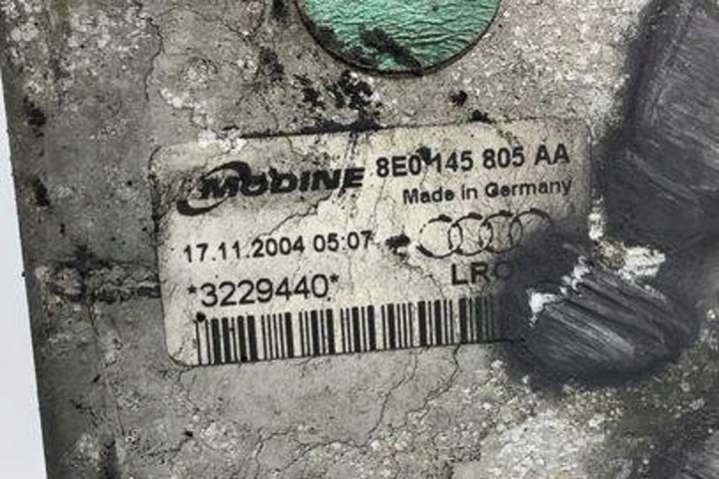 MODINE 8E0 145 805 AA
Made in Germany
17.11.2004 05:07
*3229440*